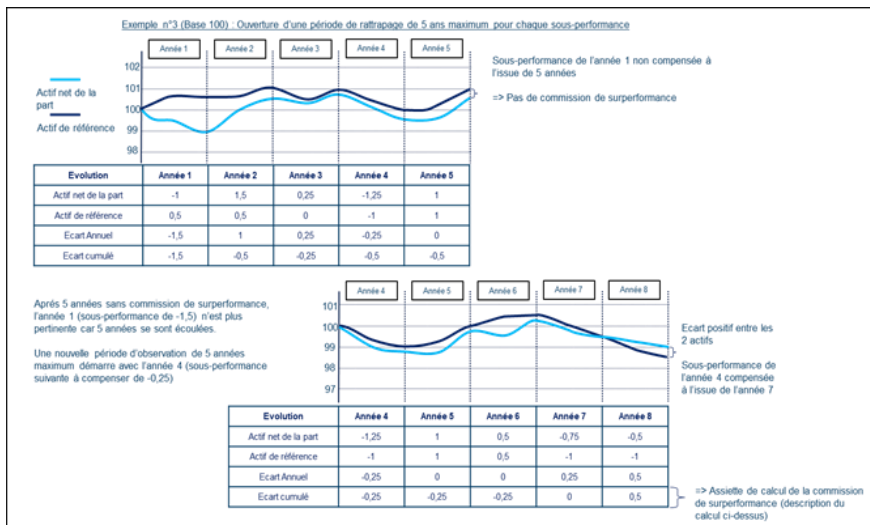 Exemple n°3 (Base 100) : Ouverture d'une période de rattrapage de 5 ans maximum pour chaque sous-performance
Année 1 Année 2 Année 3 Année 4 Année 5
102
101
100
99
98
Actif net de la
part
Actif de référence
Sous-performance de l'année 1 non compensée à
l'issue de 5 années
=> Pas de commission de surperformance
Evolution Année 1 Année 2 Année 3 Année 4 Année 5
Actif net de la part -1 1,5 0,25 -1,25 1
Actif de référence 0,5 0,5 0 -1 1
Ecart Annuel -1,5 1 0,25 -0,25 0
Ecart cumulé -1,5 -0,5 -0,25 -0,5 -0,5
Aprés 5 années sans commission de surperformance,
l'année 1 (sous-performance de -1,5) n'est plus
pertinente car 5 années se sont écoulées.
Une nouvelle période d'observation de 5 années
maximum démarre avec l'année 4 (sous-performance
suivante à compenser de -0,25)
Année 4 Année 5 Année 6 Année 7 Année 8
101
100
99
98
97
Ecart positif entre les
2 actifs
Sous-performance de
l'année 4 compensée
à l'issue de l'année 7
Evolution Année 4 Année 5 Année 6 Année 7 Année 8
Actif net de la part -1,25 1 0,5 -0,75 -0,5
Actif de référence -1 1 0,5 -1 -1
Ecart Annuel -0,25 0 0 0,25 0,5
Ecart cumulé -0,25 -0,25 -0,25 0 0,5
=> Assiette de calcul de la commission
de surperformance (description du
calcul ci-dessus)